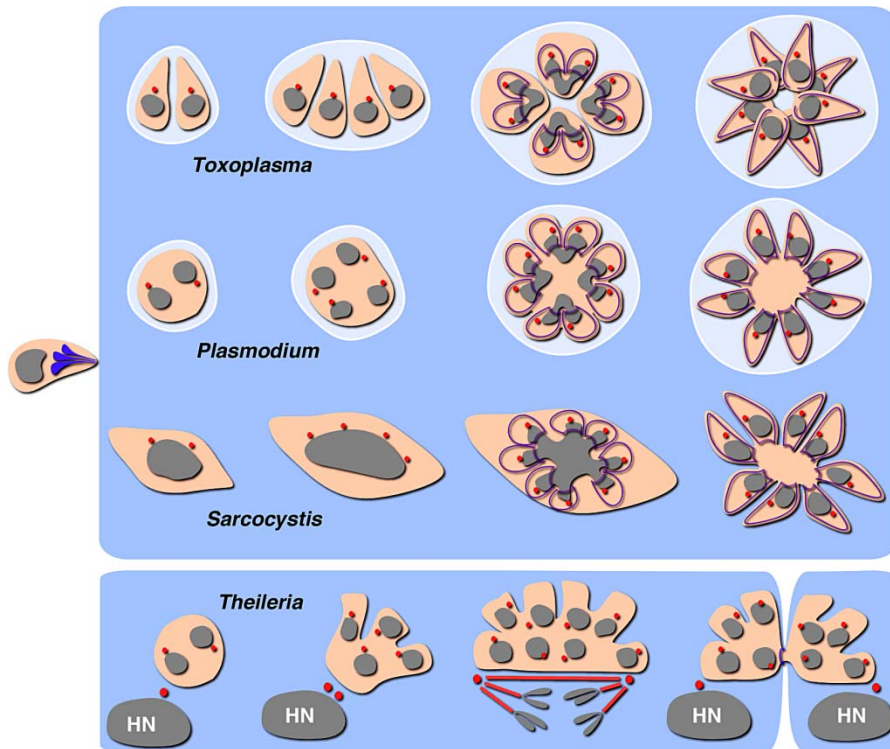 Toxoplasma
Plasmodium
Sarcocystis
Theileria
HN
HN
HN
HN